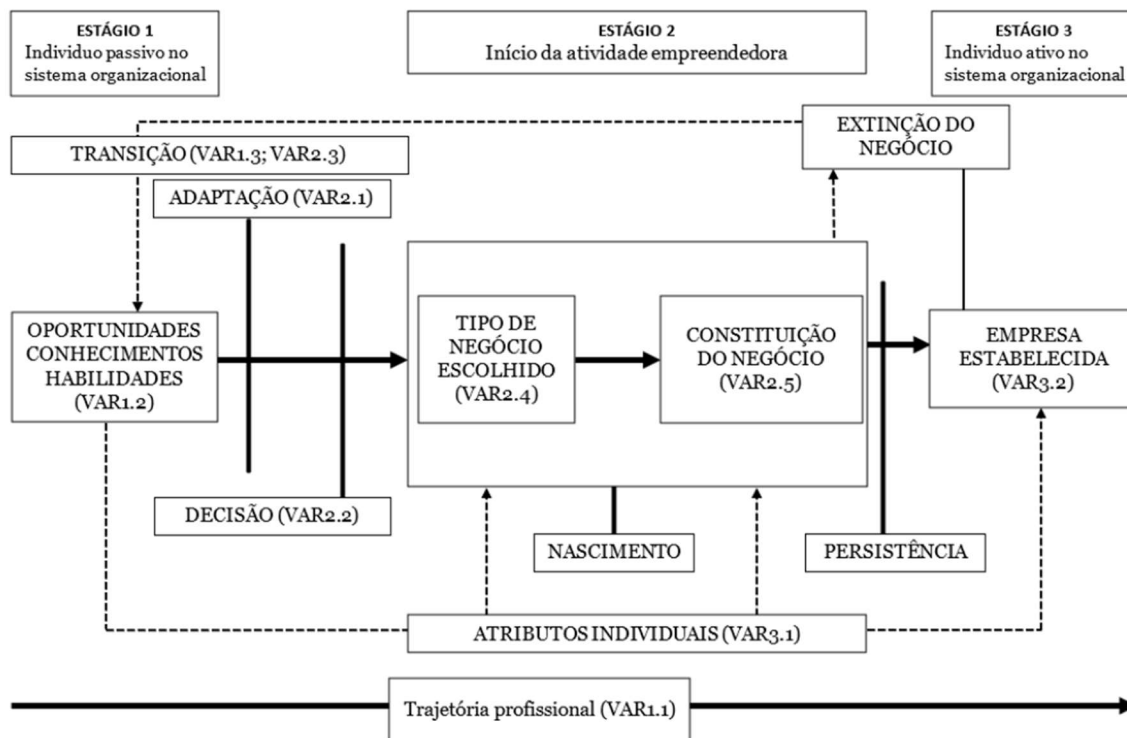 ESTÁGIO 1
Individuo passivo no
sistema organizacional
ESTÁGIO 2
Início da atividade empreendedora
ESTÁGIO 3
Individuo ativo no
sistema organizacional
EXTINÇÃO DO
NEGÓCIO
TRANSIÇÃO (VAR1.3; VAR2.3)
ADAPTAÇÃO (VAR2.1)
OPORTUNIDADES
CONHECIMENTOS
HABILIDADES
(VAR1.2)
TIPO DE
NEGÓCIO
ESCOLHIDO
(VAR2.4)
CONSTITUIÇÃO
DO NEGÓCIO
(VAR2.5)
EMPRESA
ESTABELECIDA
(VAR3.2)
DECISÃO (VAR2.2)
NASCIMENTO
PERSISTÊNCIA
ATRIBUTOS INDIVIDUAIS (VAR3.1)
Trajetória profissional (VAR1.1)